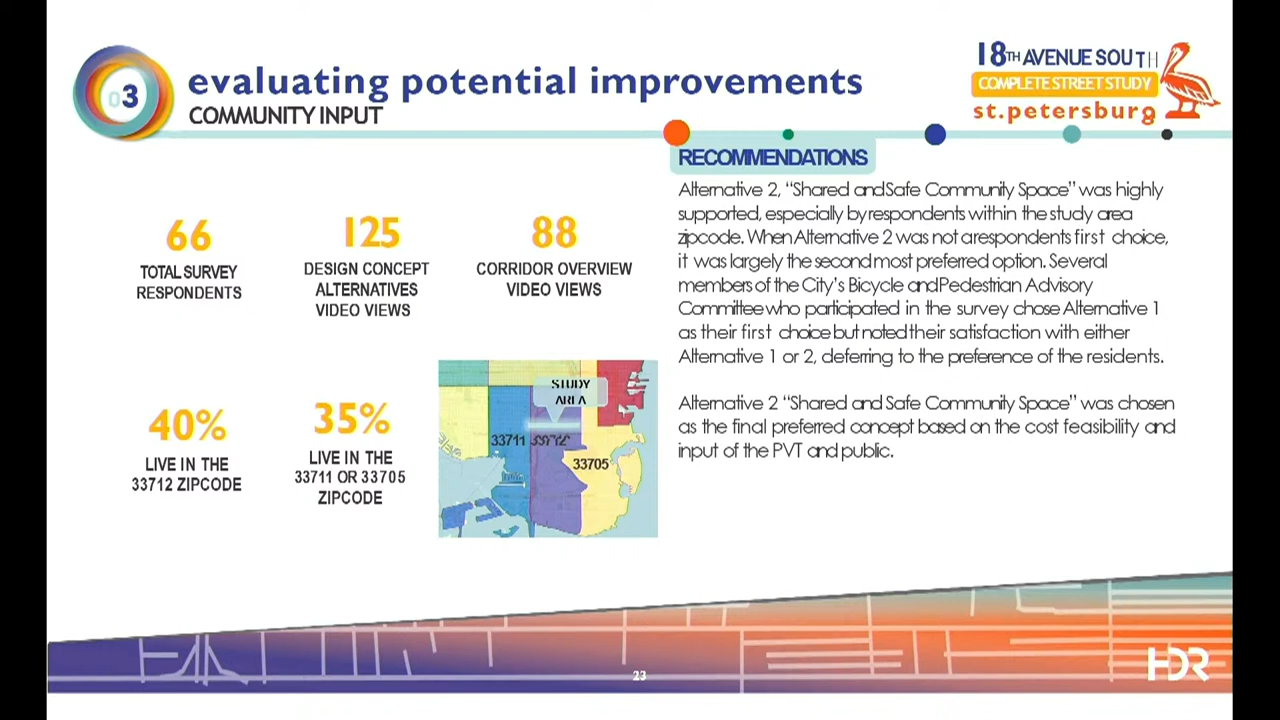 03
evaluating potential improvements
COMMUNITY INPUT
18TH AVENUE SOUTH
COMPLETE STREET STUDY
st.petersburg
66
TOTAL SURVEY
RESPONDENTS
125
DESIGN CONCEPT
ALTERNATIVES
VIDEO VIEWS
88
CORRIDOR OVERVIEW
VIDEO VIEWS
40%
LIVE IN THE
33712 ZIPCODE
35%
LIVE IN THE
33711 OR 33705
ZIPCODE
STUDY
AREA
33711 33712
33705
RECOMMENDATIONS
Alternative 2, “Shared and Safe Community Space” was highly
supported, especially by respondents within the study area
zipcode. When Alternative 2 was not a respondents first choice,
it was largely the second most preferred option. Several
members of the City’s Bicycle and Pedestrian Advisory
Committee who participated in the survey chose Alternative 1
as their first choice but noted their satisfaction with either
Alternative 1 or 2, deferring to the preference of the residents.
Alternative 2 “Shared and Safe Community Space” was chosen
as the final preferred concept based on the cost feasibility and
input of the PVT and public.
23
HDR